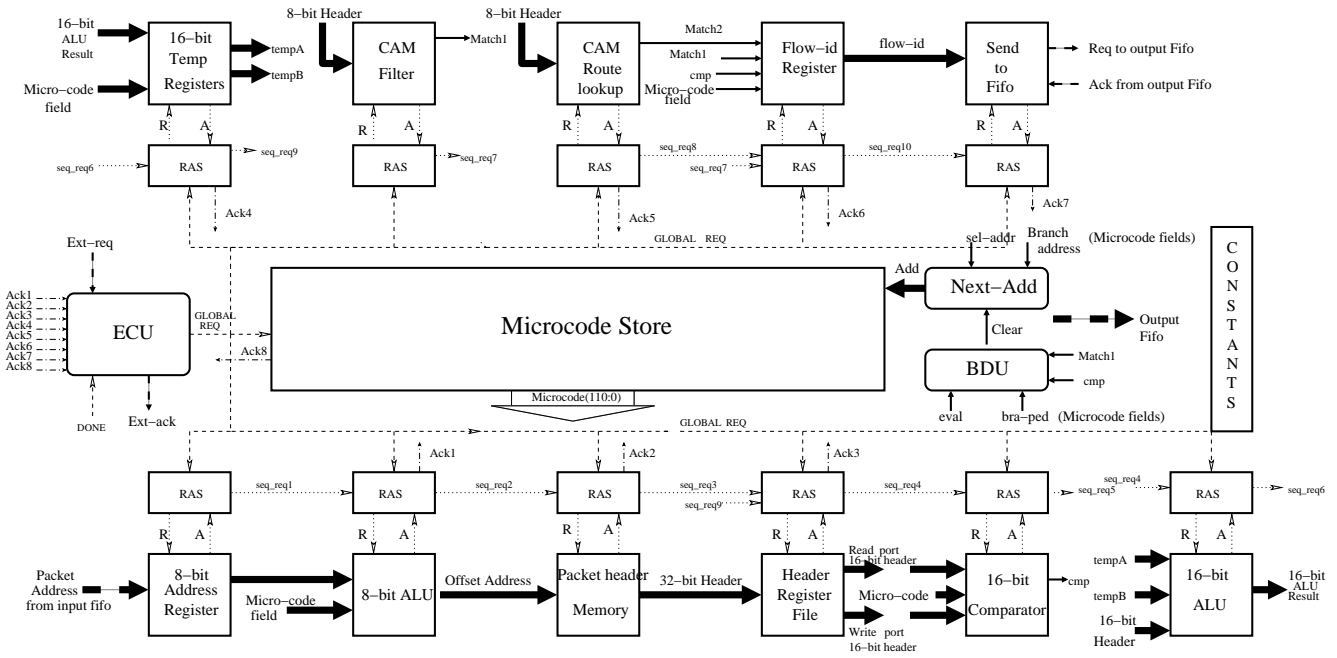 16-bit
ALU
Result
Micro-code
field
16-bit
Temp
Registers
tempA
tempB
8-bit Header
CAM
Filter
Match1
8-bit Header
CAM
Route
lookup
Match2
Match1
cmp
Micro-code
field
Flow-id
Register
flow-id
Send
to
Fifo
Req to output Fifo
Ack from output Fifo
R
A
R
A
R
A
R
A
R
A
seq_req6
RAS
seq_req9
RAS
seq_req7
RAS
seq_req8
seq_req7
RAS
seq_req10
RAS
Ack4
Ack5
Ack6
Ack7
GLOBAL REQ
Ext-req
Ack1
Ack2
Ack3
Ack4
Ack5
Ack6
Ack7
Ack8
ECU
GLOBAL
REQ
Ack8
DONE
Ext-ack
Microcode Store
Microcode(110:0)
sel-addr
Branch
address
(Microcode fields)
Add
Next-Add
Clear
Output
Fifo
BDU
Match1
cmp
eval
bra-ped
(Microcode fields)
CONSTANTS
GLOBAL REQ
Ack1
Ack2
Ack3
RAS
seq_req1
RAS
seq_req2
RAS
seq_req3
seq_req9
RAS
seq_req4
RAS
seq_req5
seq_req4
RAS
seq_req6
R
A
R
A
R
A
R
A
R
A
R
A
Packet
Address
from input fifo
8-bit
Address
Register
Micro-code
field
8-bit ALU
Offset Address
Packet header
Memory
32-bit Header
Header
Register
File
Read port
16-bit header
Micro-code
Write port
16-bit header
16-bit
Comparator
cmp
tempA
tempB
16-bit
Header
16-bit
ALU
16-bit
ALU
Result